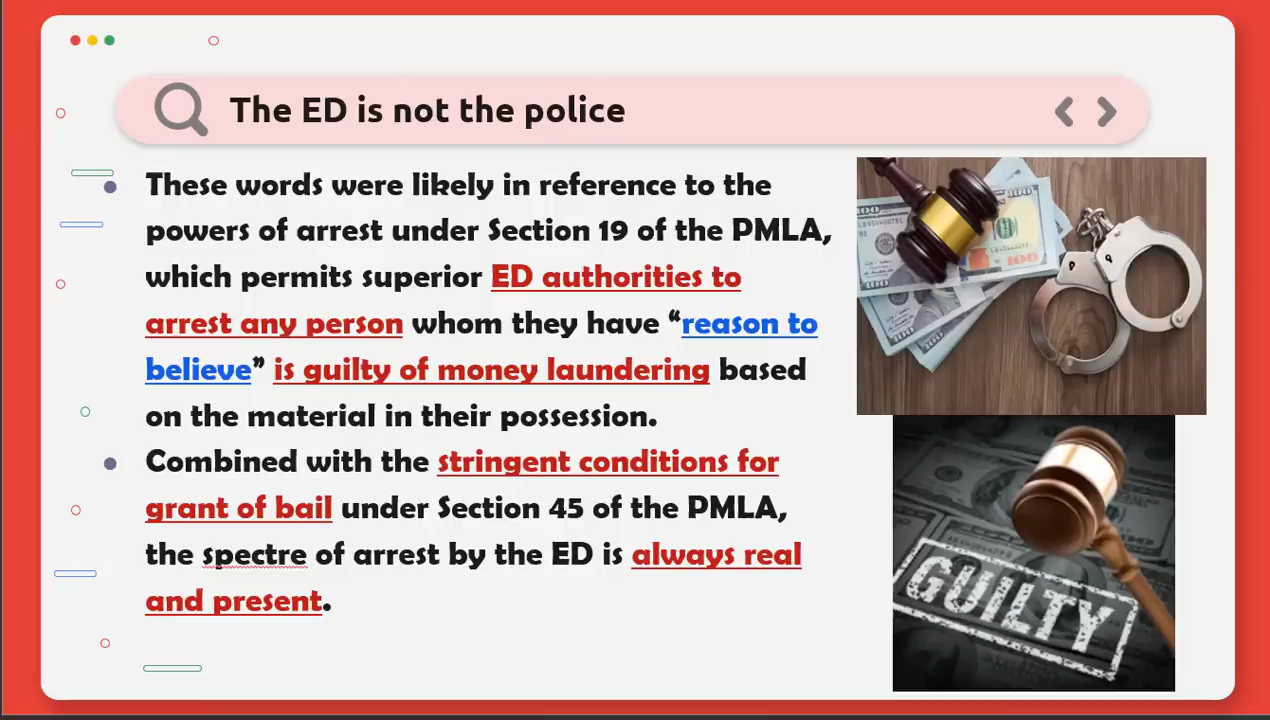 The ED is not the police
These words were likely in reference to the
powers of arrest under Section 19 of the PMLA,
which permits superior ED authorities to
arrest any person whom they have “reason to
believe” is guilty of money laundering based
on the material in their possession.
Combined with the stringent conditions for
grant of bail under Section 45 of the PMLA,
the spectre of arrest by the ED is always real
and present.
100
100
100
GUILTY